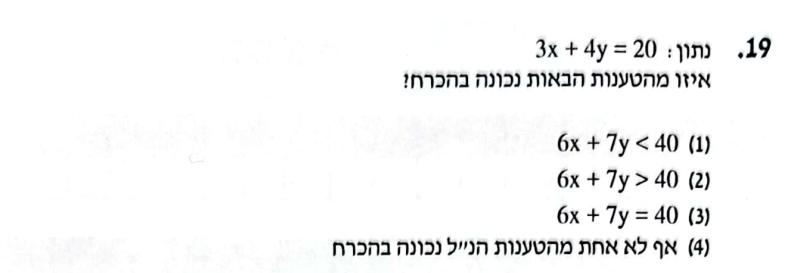 19. נתון: 3x + 4y = 20
איזו מהטענות הבאות נכונה בהכרח?
(1) 6x + 7y < 40
(2) 6x + 7y > 40
(3) 6x + 7y = 40
(4) אף לא אחת מהטענות הנ״ל נכונה בהכרח